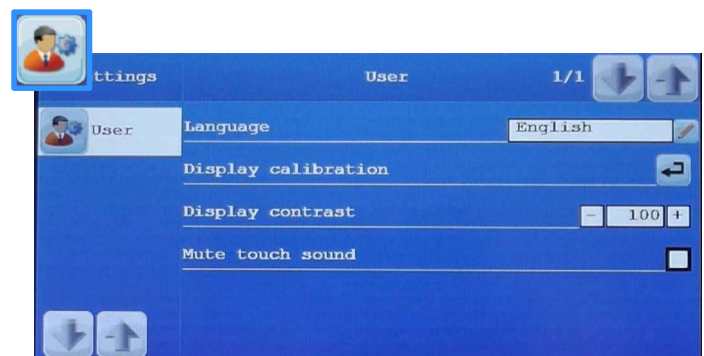 ttings User 1/1
User
Language English
Display calibration
Display contrast - 100 +
Mute touch sound